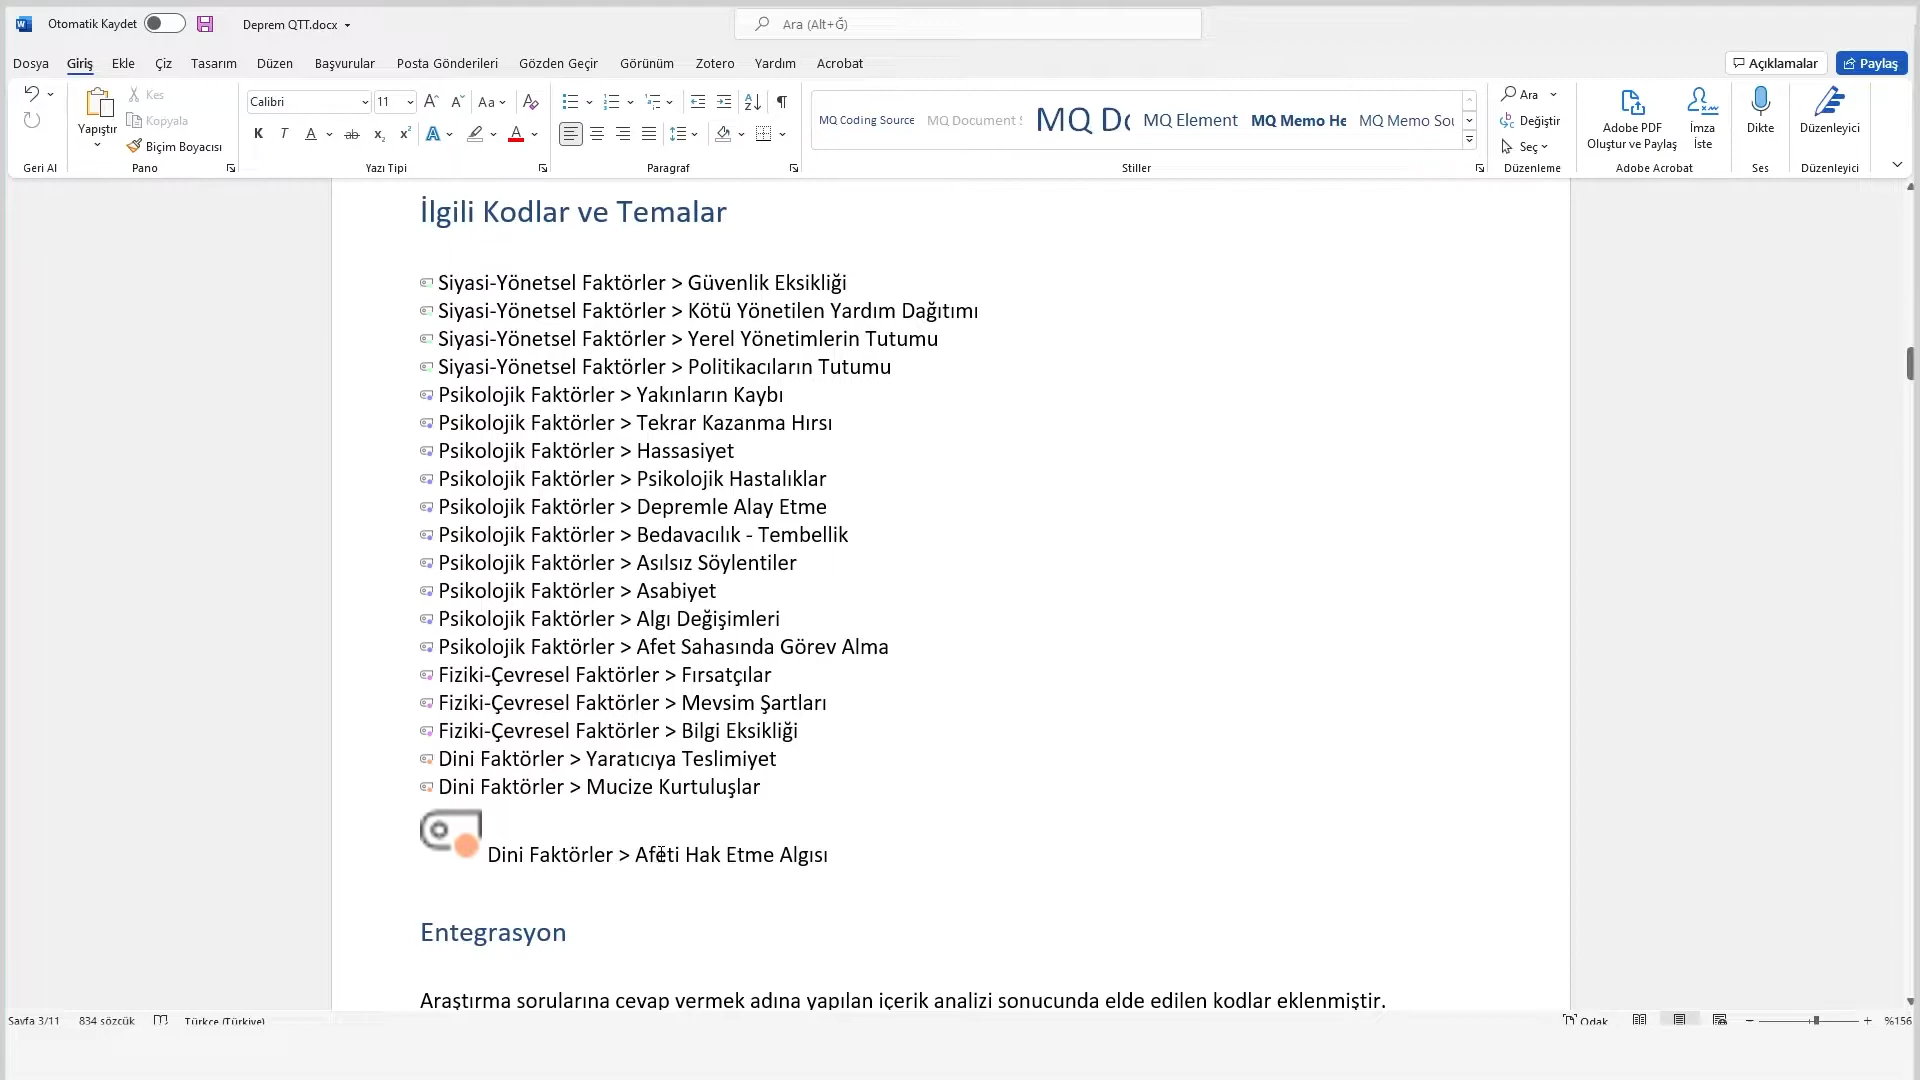 Otomatik Kaydet
Deprem QTT.docx
Ara (Alt+Ğ)
Dosya Giriş Ekle Çiz Tasarım Düzen Başvurular Posta Gönderileri Gözden Geçir Görünüm Zotero Yardım Acrobat
Açıklamalar
Paylaş
Yapıştır
Kes
Kopyala
Biçim Boyacısı
Calibri
11
MQ Coding Source
MQ Document S
MQ Do
MQ Element
MQ Memo He
MQ Memo Sou
Ara
Değiştir
Seç
Adobe PDF
Oluştur ve Paylaş
İmza
İste
Dikte
Düzenleyici
Geri Al
Pano
Yazı Tipi
Paragraf
Stiller
Düzenleme
Adobe Acrobat
Ses
Düzenleyici
İlgili Kodlar ve Temalar
Siyasi-Yönetsel Faktörler > Güvenlik Eksikliği
Siyasi-Yönetsel Faktörler > Kötü Yönetilen Yardım Dağıtımı
Siyasi-Yönetsel Faktörler > Yerel Yönetimlerin Tutumu
Siyasi-Yönetsel Faktörler > Politikacıların Tutumu
Psikolojik Faktörler > Yakınların Kaybı
Psikolojik Faktörler > Tekrar Kazanma Hırsı
Psikolojik Faktörler > Hassasiyet
Psikolojik Faktörler > Psikolojik Hastalıklar
Psikolojik Faktörler > Depremle Alay Etme
Psikolojik Faktörler > Bedavacılık - Tembellik
Psikolojik Faktörler > Asılsız Söylentiler
Psikolojik Faktörler > Asabiyet
Psikolojik Faktörler > Algı Değişimleri
Psikolojik Faktörler > Afet Sahasında Görev Alma
Fiziki-Çevresel Faktörler > Fırsatçılar
Fiziki-Çevresel Faktörler > Mevsim Şartları
Fiziki-Çevresel Faktörler > Bilgi Eksikliği
Dini Faktörler > Yaratıcıya Teslimiyet
Dini Faktörler > Mucize Kurtuluşlar
Dini Faktörler > Afeti Hak Etme Algısı
Entegrasyon
Araştırma sorularına cevap vermek adına yapılan içerik analizi sonucunda elde edilen kodlar eklenmiştir.
Sayfa 3/11
834 sözcük
Türkçe (Türkiye)
Odak
%156